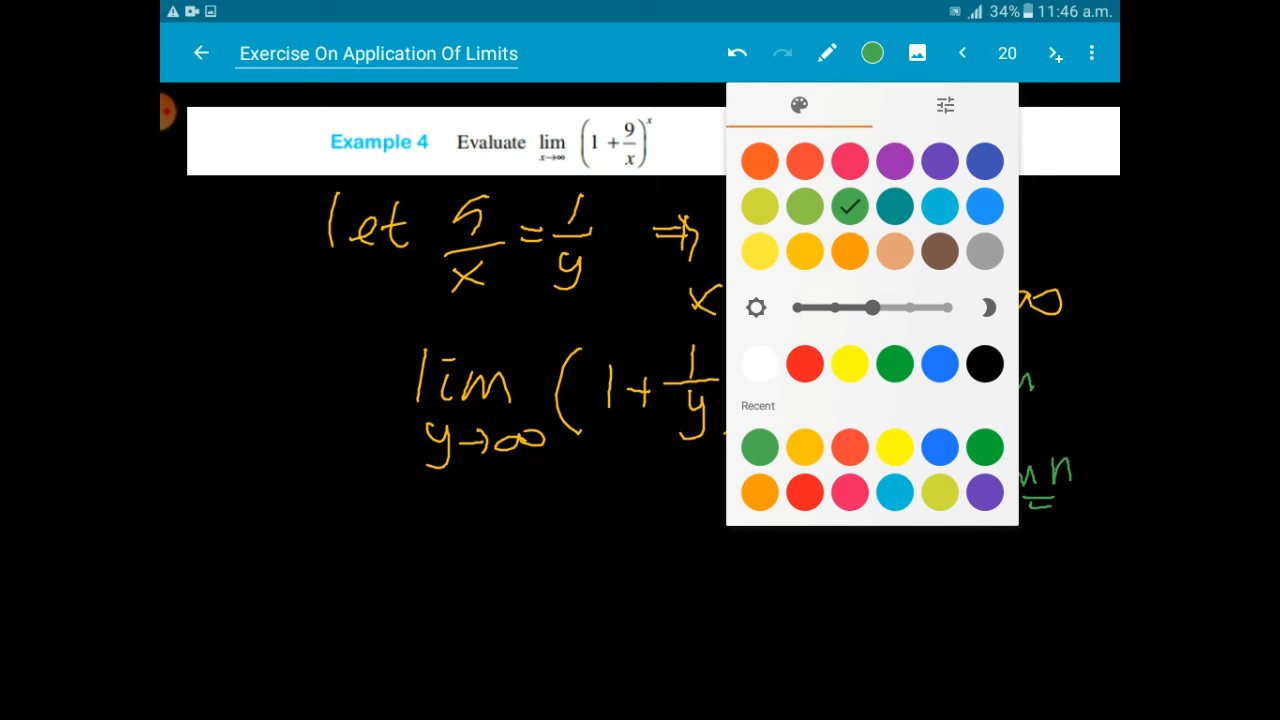 34% 11:46 a.m.
Exercise On Application Of Limits 20
Example 4 Evaluate lim x→∞ (1 + 9/x)^x
let 9/x = 1/y ⇒
x ∞
lim (1 + 1/y
y→∞
n
Recent